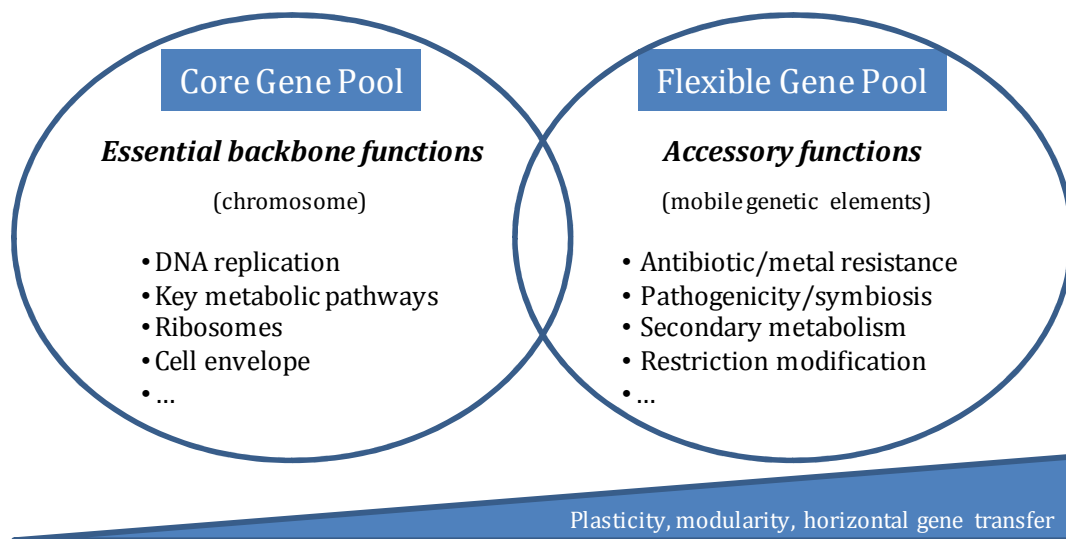 Core Gene Pool
Essential backbone functions
(chromosome)
• DNA replication
• Key metabolic pathways
• Ribosomes
• Cell envelope
• ...
Flexible Gene Pool
Accessory functions
(mobile genetic elements)
• Antibiotic/metal resistance
• Pathogenicity/symbiosis
• Secondary metabolism
• Restriction modification
• ...
Plasticity, modularity, horizontal gene transfer